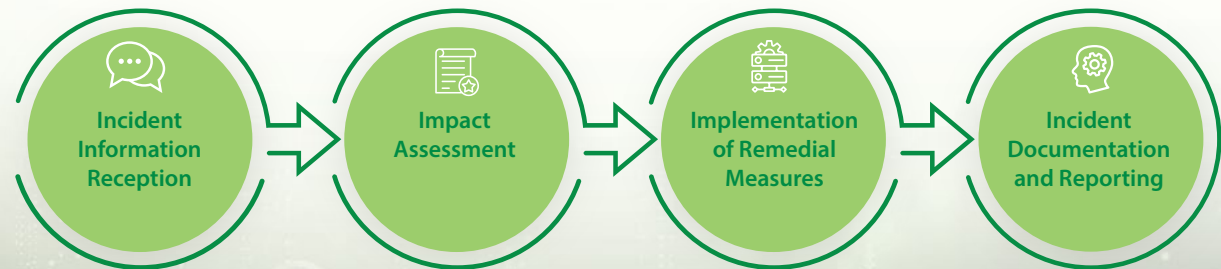 Incident
Information
Reception
Impact
Assessment
Implementation
of Remedial
Measures
Incident
Documentation
and Reporting